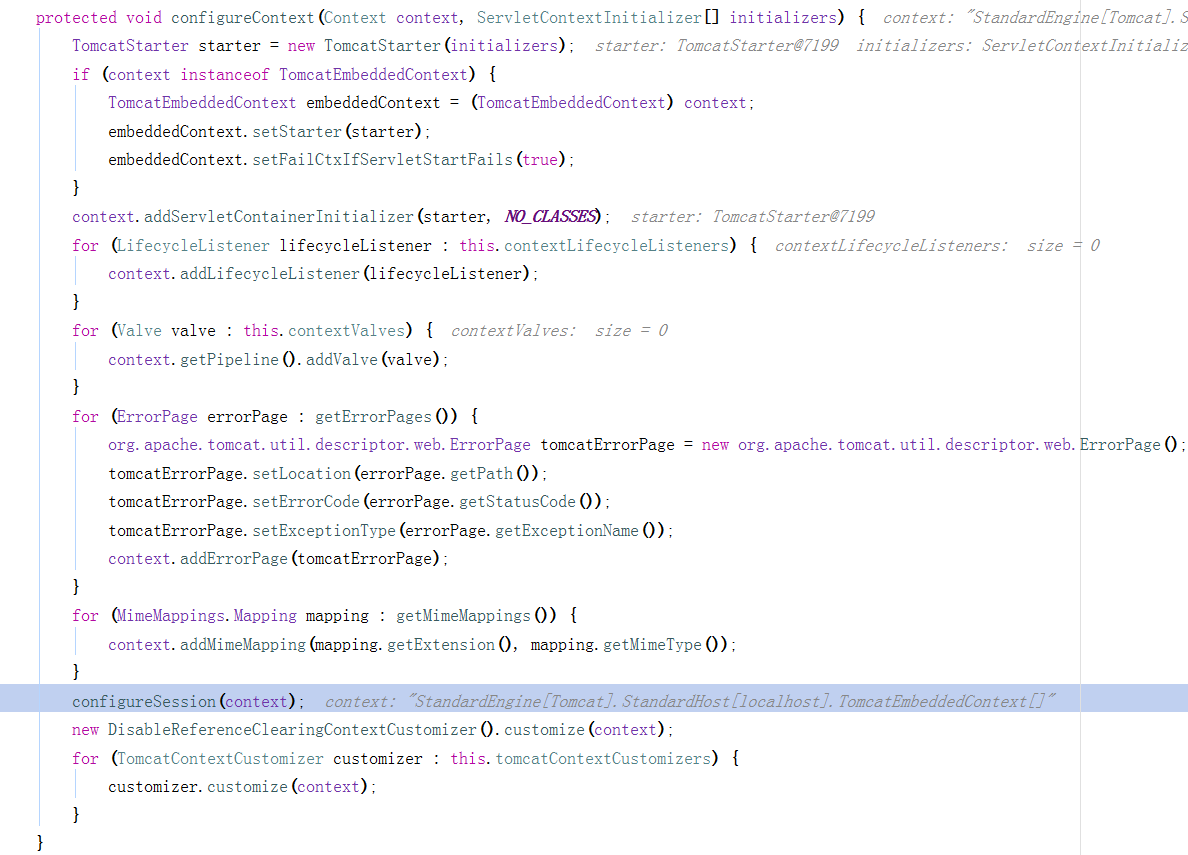 protected void configureContext(Context context, ServletContextInitializer[] initializers) {  context: "StandardEngine[Tomcat].S
    TomcatStarter starter = new TomcatStarter(initializers);  starter: TomcatStarter@7199  initializers: ServletContextInitializ
    if (context instanceof TomcatEmbeddedContext) {
        TomcatEmbeddedContext embeddedContext = (TomcatEmbeddedContext) context;
        embeddedContext.setStarter(starter);
        embeddedContext.setFailCtxIfServletStartFails(true);
    }
    context.addServletContainerInitializer(starter, NO_CLASSES);  starter: TomcatStarter@7199
    for (LifecycleListener lifecycleListener : this.contextLifecycleListeners) {  contextLifecycleListeners:  size = 0
        context.addLifecycleListener(lifecycleListener);
    }
    for (Valve valve : this.contextValves) {  contextValves:  size = 0
        context.getPipeline().addValve(valve);
    }
    for (ErrorPage errorPage : getErrorPages()) {
        org.apache.tomcat.util.descriptor.web.ErrorPage tomcatErrorPage = new org.apache.tomcat.util.descriptor.web.ErrorPage();
        tomcatErrorPage.setLocation(errorPage.getPath());
        tomcatErrorPage.setErrorCode(errorPage.getStatusCode());
        tomcatErrorPage.setExceptionType(errorPage.getExceptionName());
        context.addErrorPage(tomcatErrorPage);
    }
    for (MimeMappings.Mapping mapping : getMimeMappings()) {
        context.addMimeMapping(mapping.getExtension(), mapping.getMimeType());
    }
    configureSession(context);  context: "StandardEngine[Tomcat].StandardHost[localhost].TomcatEmbeddedContext[]"
    new DisableReferenceClearingContextCustomizer().customize(context);
    for (TomcatContextCustomizer customizer : this.tomcatContextCustomizers) {
        customizer.customize(context);
    }
}